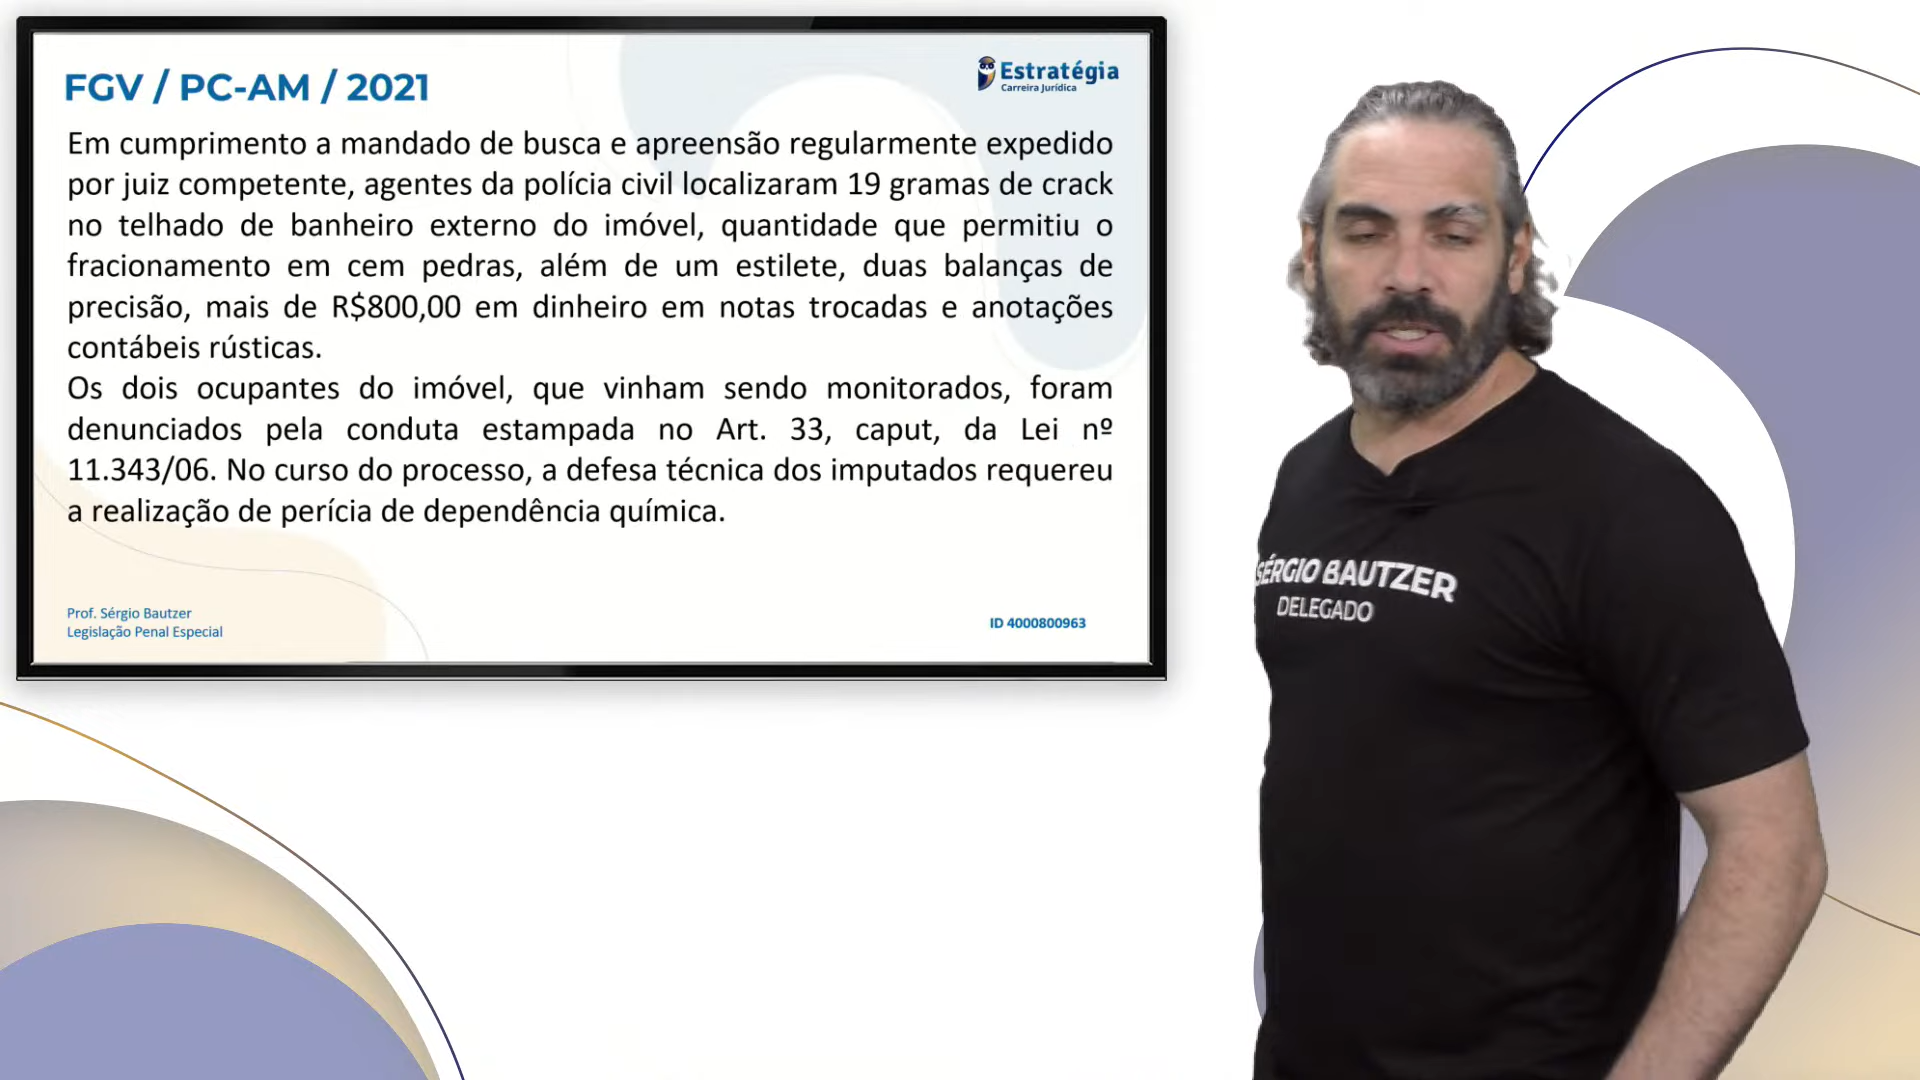 FGV / PC-AM / 2021
Estratégia
Carreira Jurídica
Em cumprimento a mandado de busca e apreensão regularmente expedido
por juiz competente, agentes da polícia civil localizaram 19 gramas de crack
no telhado de banheiro externo do imóvel, quantidade que permitiu o
fracionamento em cem pedras, além de um estilete, duas balanças de
precisão, mais de R$800,00 em dinheiro em notas trocadas e anotações
contábeis rústicas.
Os dois ocupantes do imóvel, que vinham sendo monitorados, foram
denunciados pela conduta estampada no Art. 33, caput, da Lei nº
11.343/06. No curso do processo, a defesa técnica dos imputados requereu
a realização de perícia de dependência química.
Prof. Sérgio Bautzer
Legislação Penal Especial
ID 4000800963
SÉRGIO BAUTZER
DELEGADO